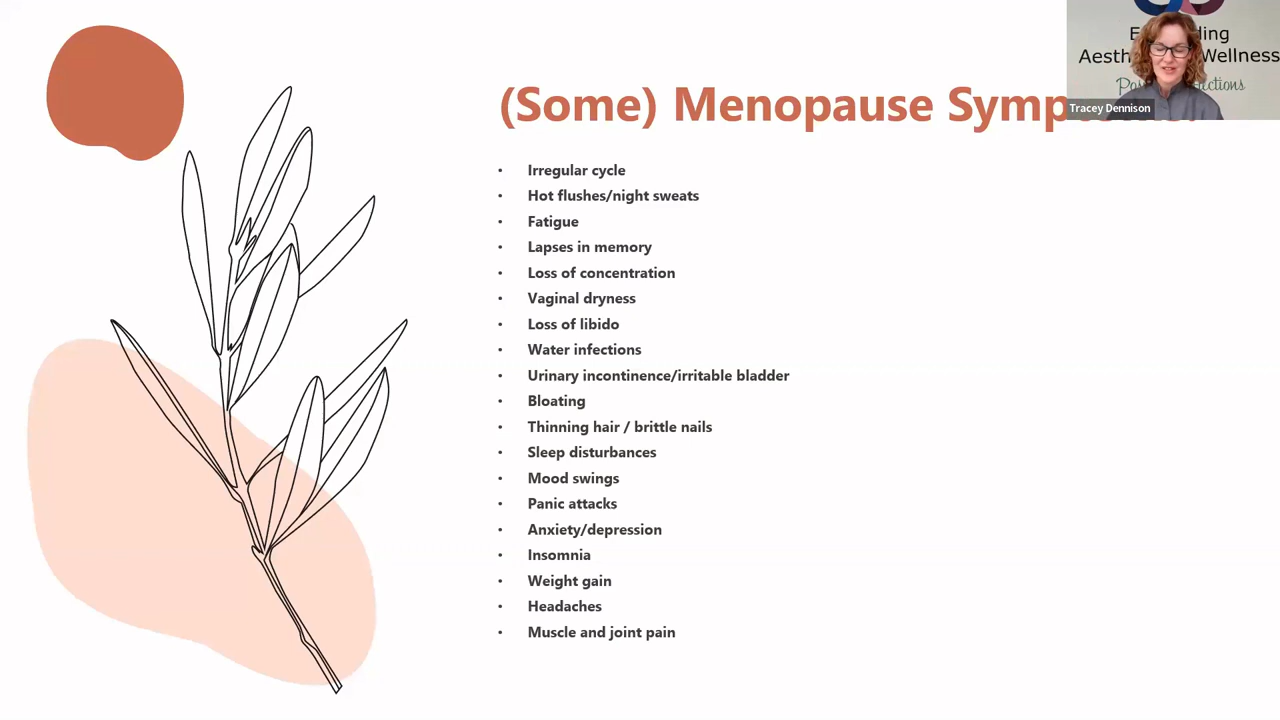 (Some) Menopause
Irregular cycle
Hot flushes/night sweats
Fatigue
Lapses in memory
Loss of concentration
Vaginal dryness
Loss of libido
Water infections
Urinary incontinence/irritable bladder
Bloating
Thinning hair / brittle nails
Sleep disturbances
Mood swings
Panic attacks
Anxiety/depression
Insomnia
Weight gain
Headaches
Muscle and joint pain
Wellness
Tracey Dennison